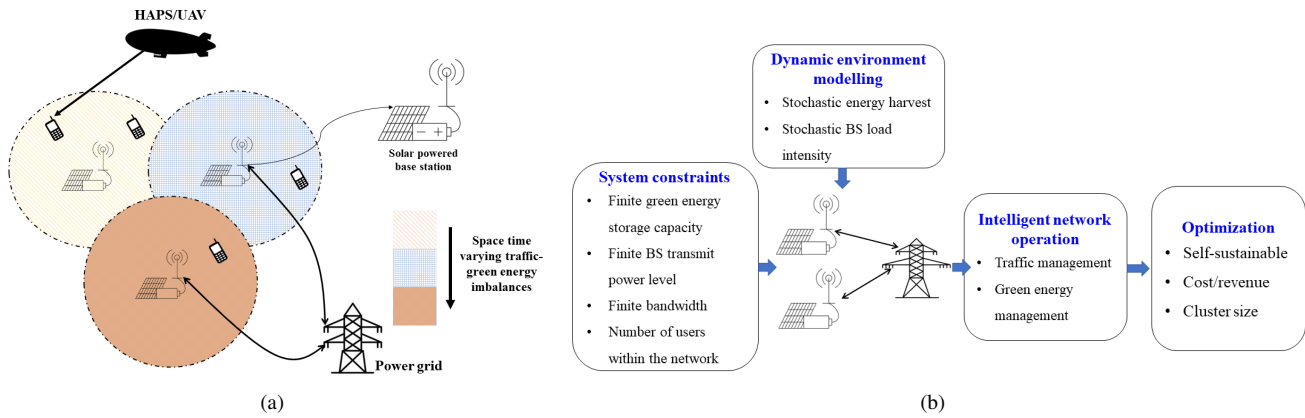 HAPS/UAV
Solar powered
base station
Space time
varying traffic-
green energy
imbalances
Power grid
(a)
Dynamic environment
modelling
• Stochastic energy harvest
• Stochastic BS load
intensity
System constraints
• Finite green energy
storage capacity
• Finite BS transmit
power level
• Finite bandwidth
• Number of users
within the network
Intelligent network
operation
• Traffic management
• Green energy
management
Optimization
• Self-sustainable
• Cost/revenue
• Cluster size
(b)